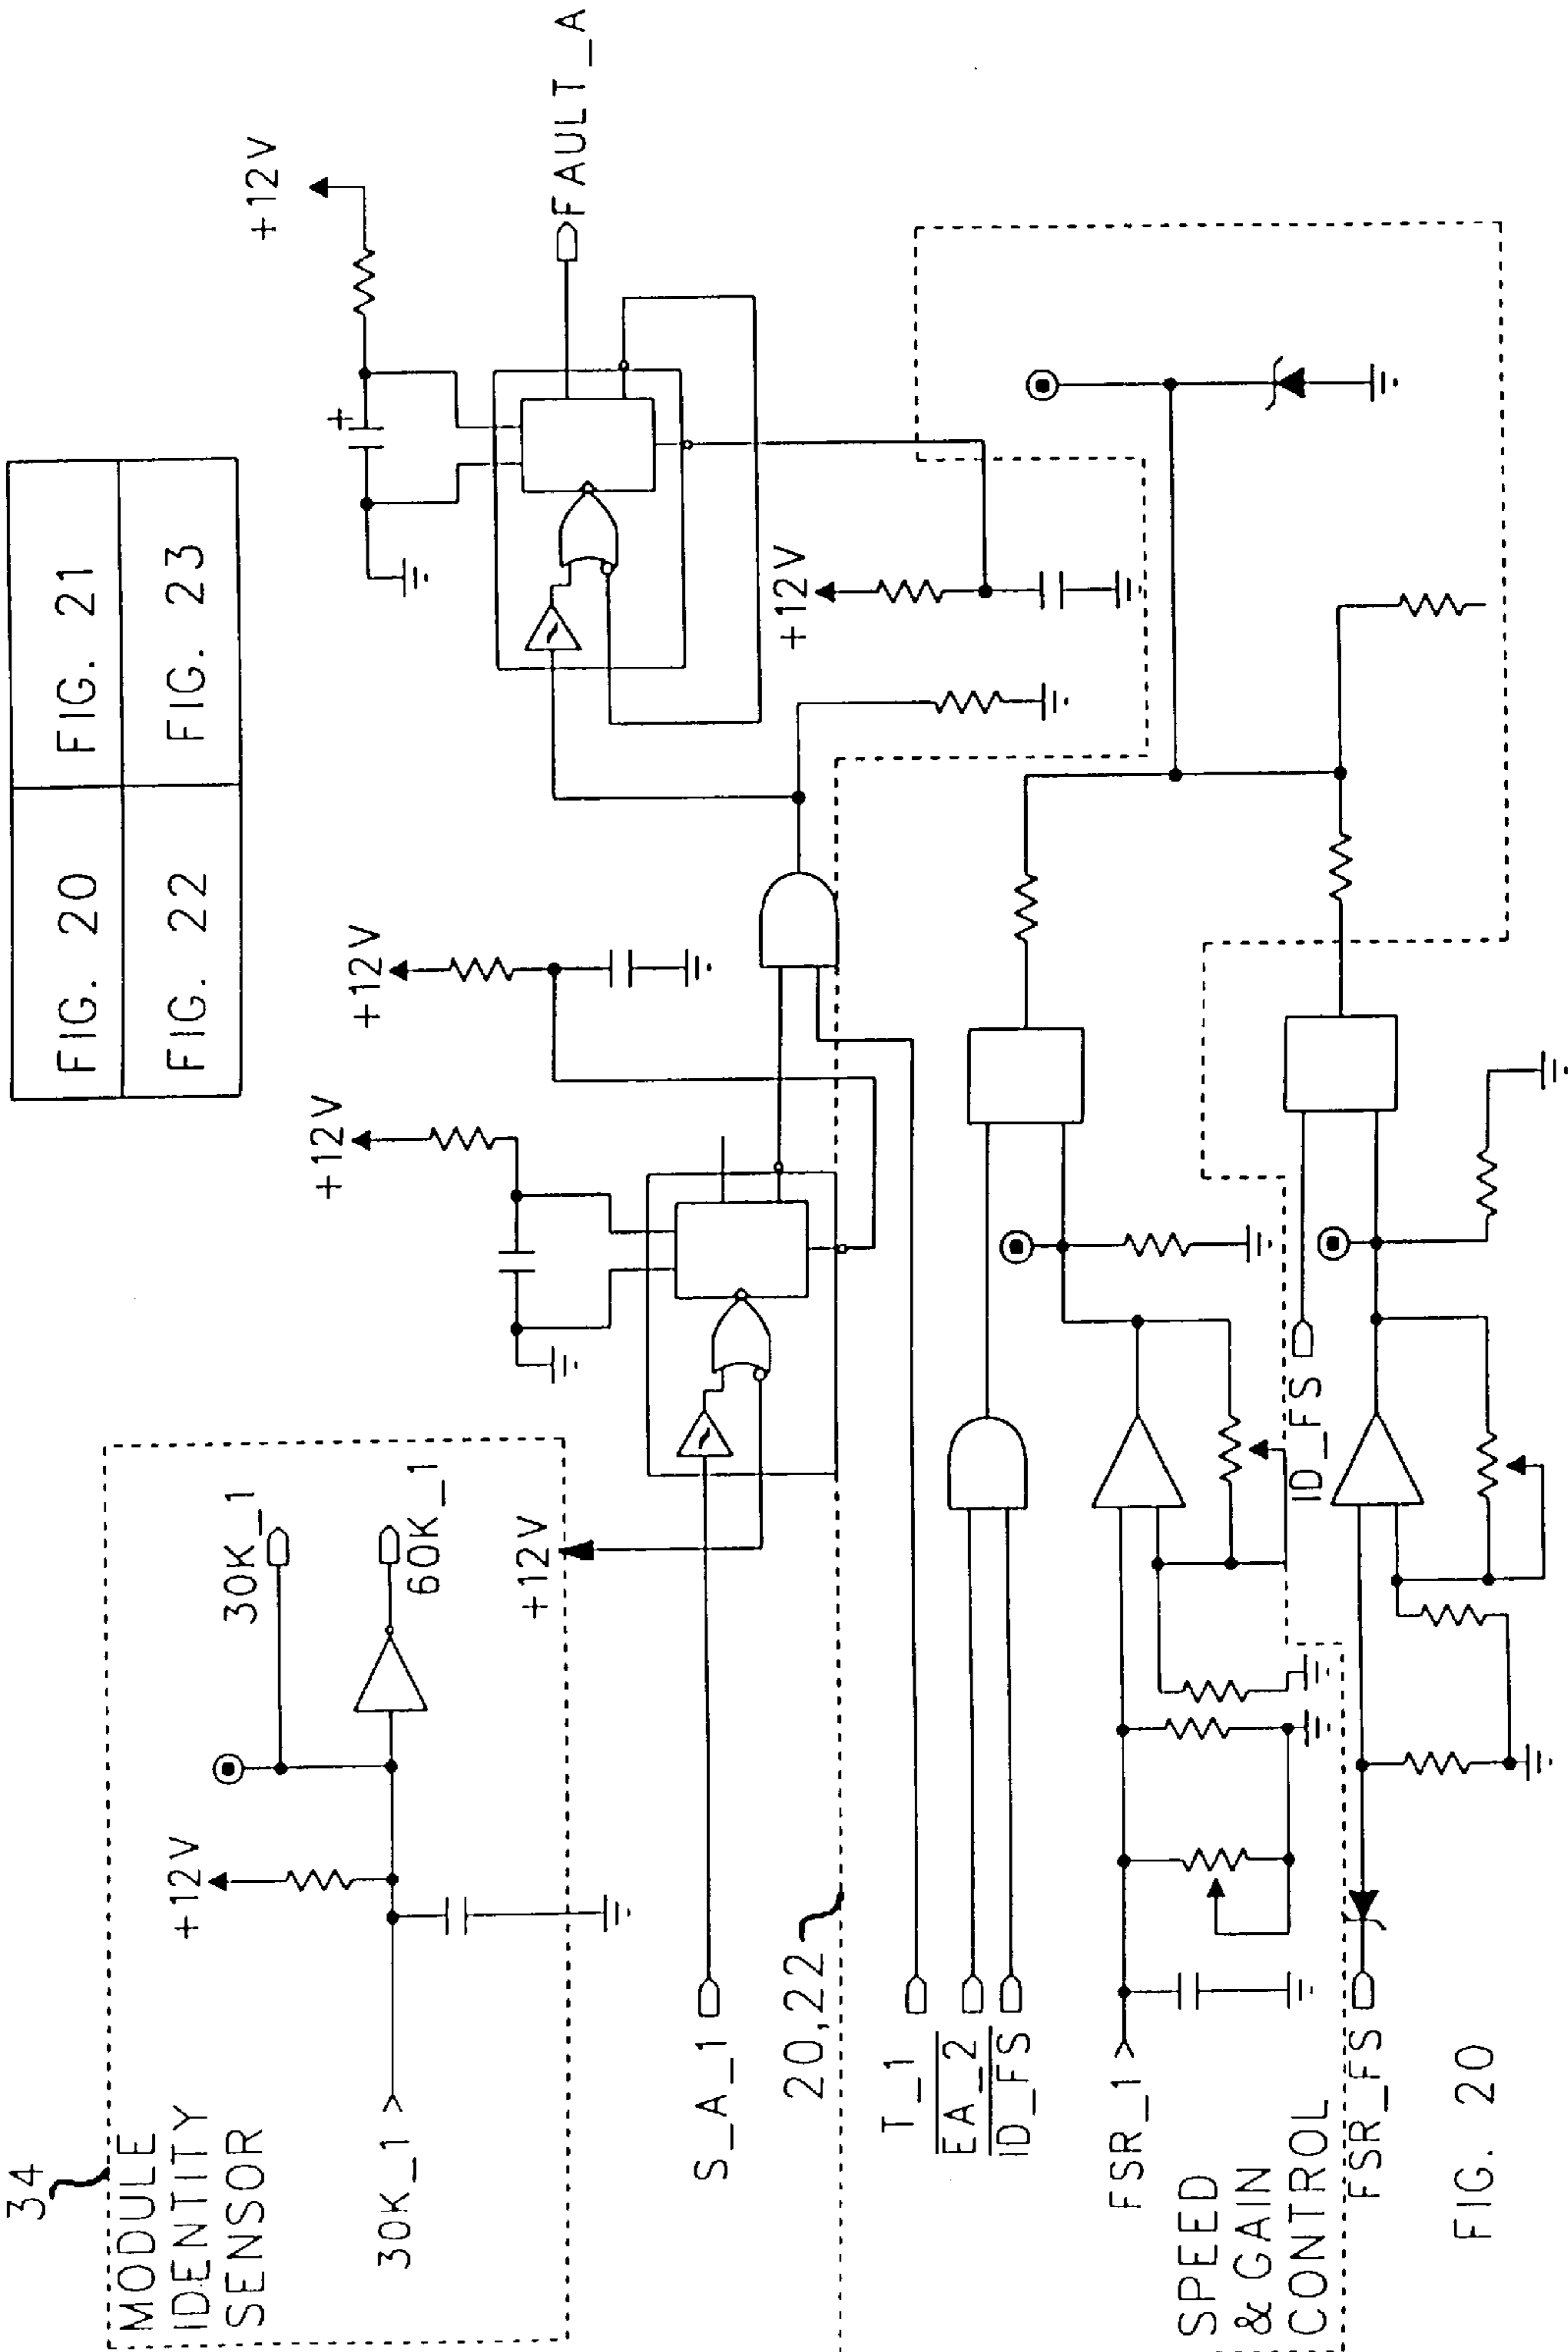 FIG. 20
FIG. 21
FIG. 22
FIG. 23
34
MODULE
IDENTITY
SENSOR
30K_1
+12V
30K_1
60K_1
+12V
+12V
+12V
+12V
+12V
FAULT_A
S_A_1
20,22
T_1
EA_2
ID_FS
FSR_1
SPEED
& GAIN
CONTROL
ID_FS
FSR_FS
FIG. 20